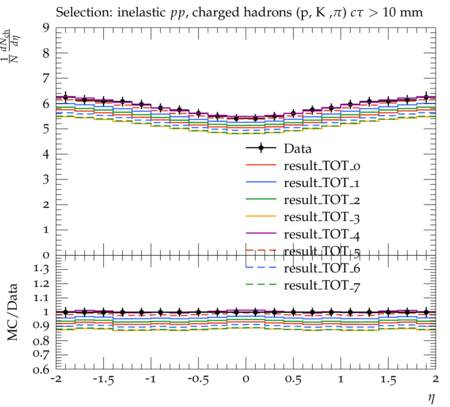 Selection: inelastic pp, charged hadrons (p, K ,π) cτ > 10 mm
1/N dN_ch/dη
9
8
7
6
5
4
3
2
1
0
Data
result_TOT_0
result_TOT_1
result_TOT_2
result_TOT_3
result_TOT_4
result_TOT_5
result_TOT_6
result_TOT_7
MC/Data
1.3
1.2
1.1
1.0
0.9
0.8
0.7
0.6
-2 -1.5 -1 -0.5 0 0.5 1 1.5 2
η